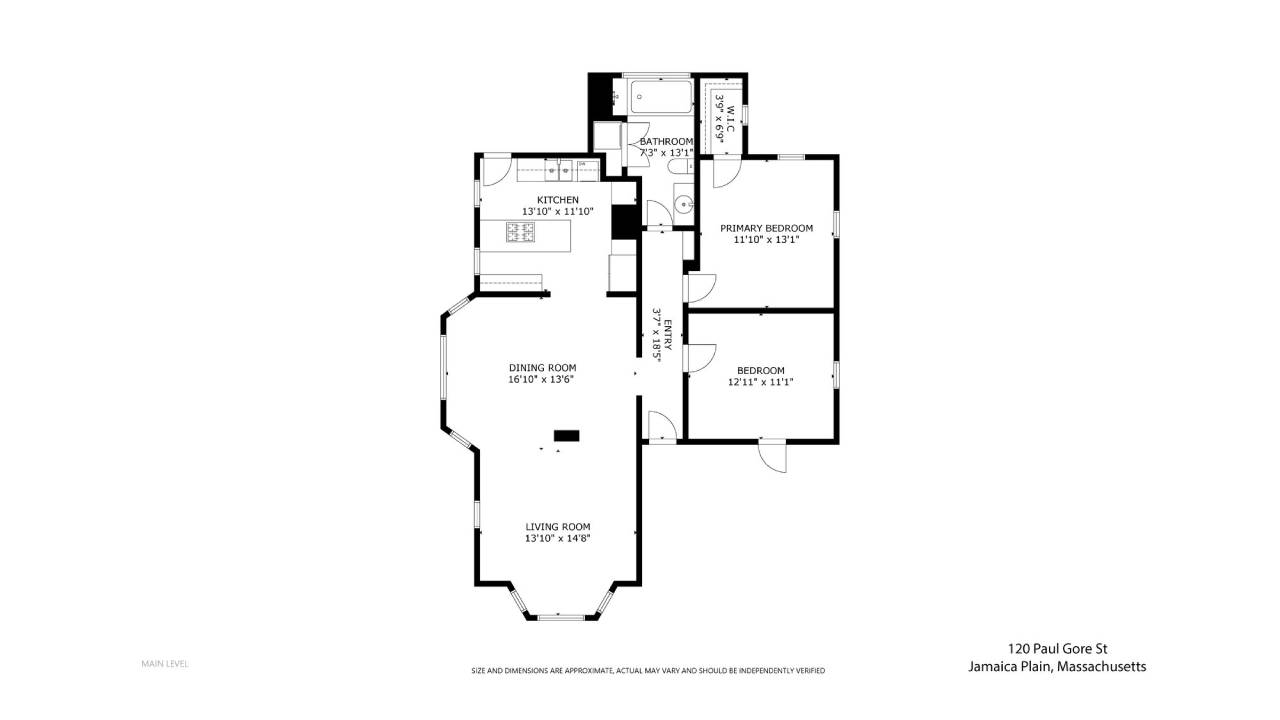 BATHROOM
7'3" x 13'1"
W.I.C
3'9" x 6'9"
DW
KITCHEN
13'10" x 11'10"
PRIMARY BEDROOM
11'10" x 13'1"
ENTRY
3'7" x 18'5"
DINING ROOM
16'10" x 13'6"
BEDROOM
12'11" x 11'1"
LIVING ROOM
13'10" x 14'8"
120 Paul Gore St
Jamaica Plain, Massachusetts
MAIN LEVEL
SIZE AND DIMENSIONS ARE APPROXIMATE, ACTUAL MAY VARY AND SHOULD BE INDEPENDENTLY VERIFIED